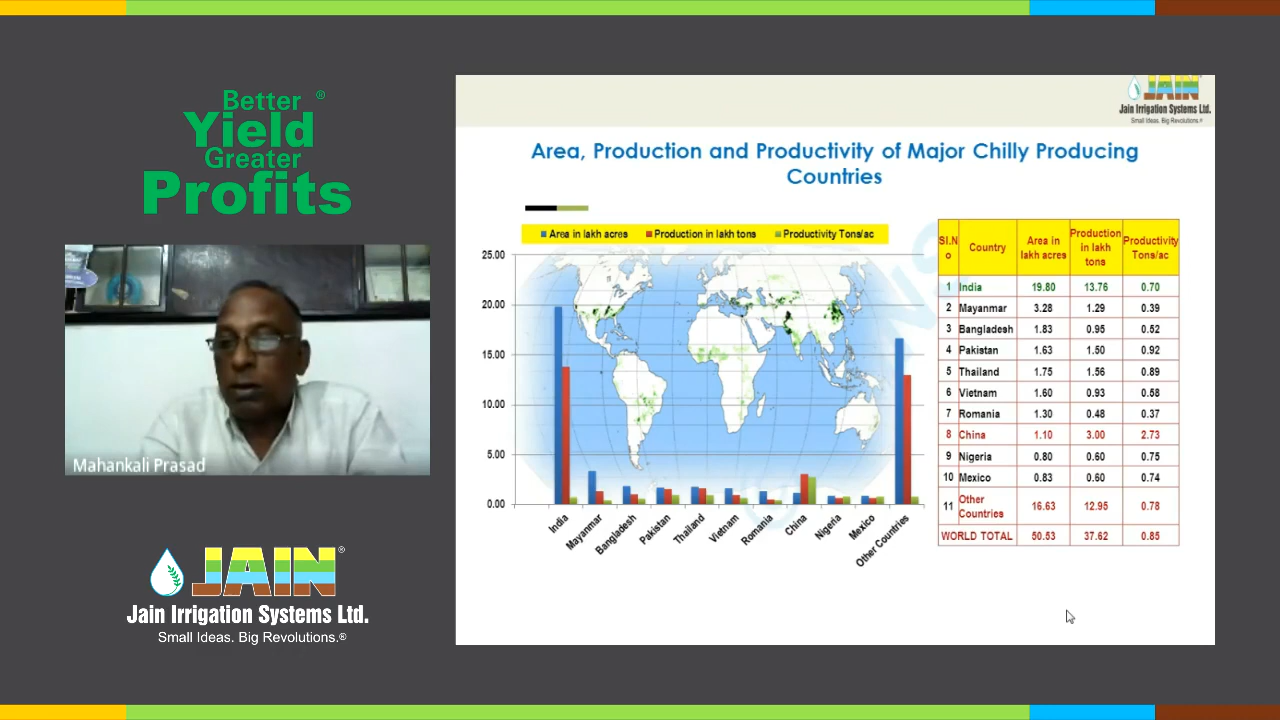 Better ®
Yield
Greater
Profits
Mahankali Prasad
JAIN®
Jain Irrigation Systems Ltd.
Small Ideas. Big Revolutions.®
JAIN
Jain Irrigation Systems Ltd.
Small Ideas. Big Revolutions.®
Area, Production and Productivity of Major Chilly Producing
Countries
Area in lakh acres Production in lakh tons Productivity Tons/ac
25.00
20.00
15.00
10.00
5.00
0.00
India
Mayanmar
Bangladesh
Pakistan
Thailand
Vietnam
Romania
China
Nigeria
Mexico
Other Countries
Sl.N
o
Country
Area in
lakh acres
Production
in lakh
tons
Productivity
Tons/ac
1 India 19.80 13.76 0.70
2 Mayanmar 3.28 1.29 0.39
3 Bangladesh 1.83 0.95 0.52
4 Pakistan 1.63 1.50 0.92
5 Thailand 1.75 1.56 0.89
6 Vietnam 1.60 0.93 0.58
7 Romania 1.30 0.48 0.37
8 China 1.10 3.00 2.73
9 Nigeria 0.80 0.60 0.75
10 Mexico 0.83 0.60 0.74
11 Other
Countries 16.63 12.95 0.78
WORLD TOTAL 50.53 37.62 0.85